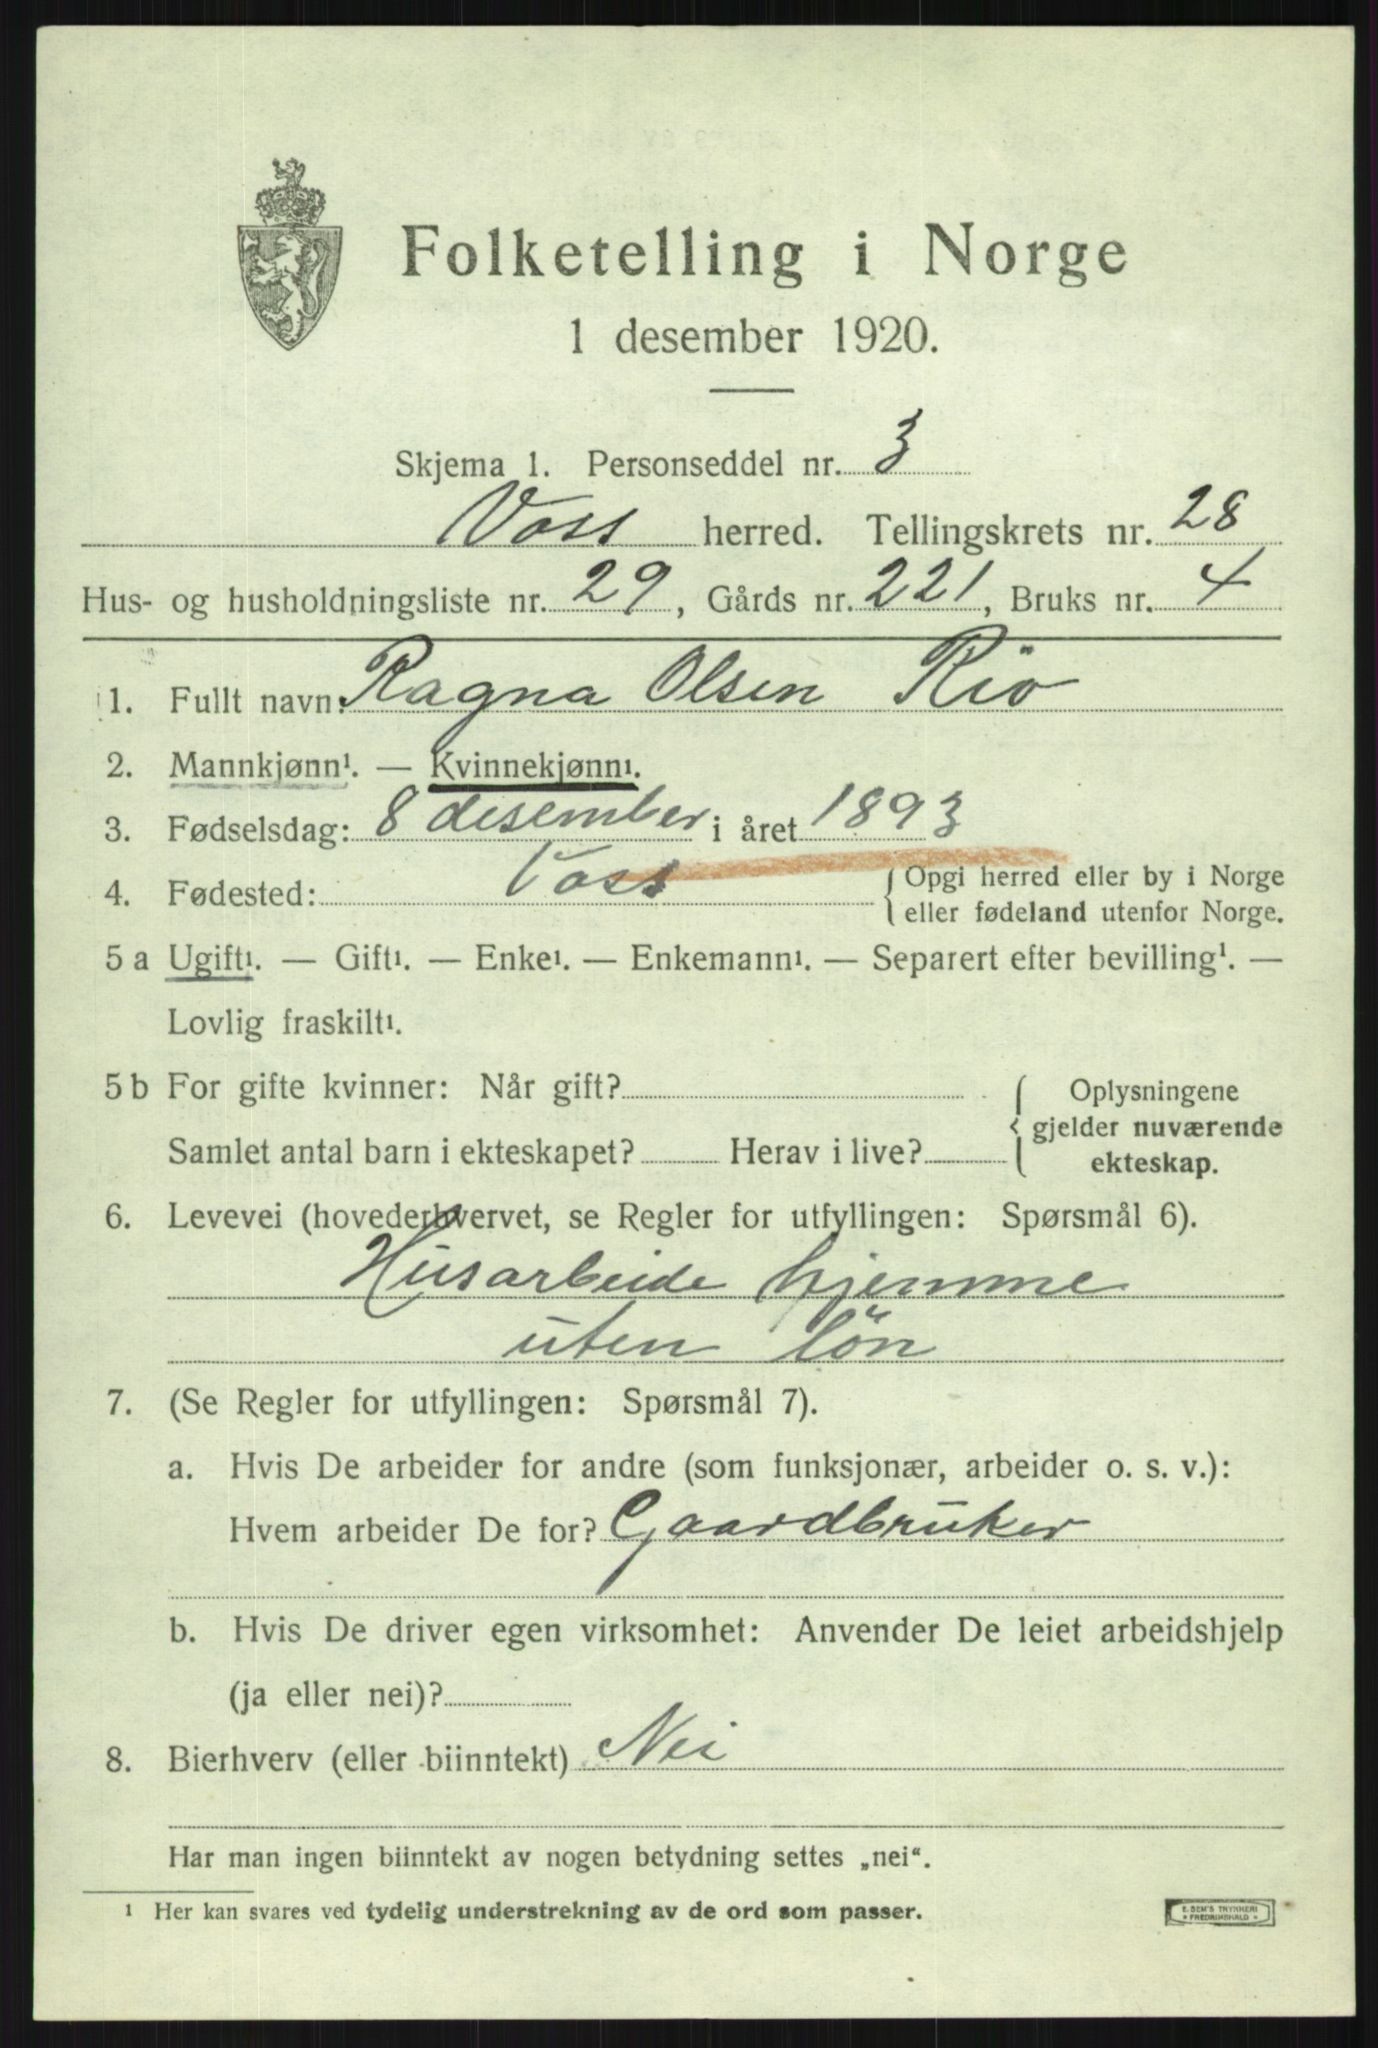 Folketelling i Norge
1 desember 1920.
Skjema 1. Personseddel nr. 3
Voss herred. Tellingskrets nr. 28
Hus- og husholdningsliste nr. 29, Gårds nr. 221, Bruks nr. 4
1. Fullt navn: Ragna Olsen Riö
2. Mannkjønn¹. — Kvinnekjønn¹.
3. Fødselsdag: 8 desember i året 1893
4. Fødested: Voss { Opgi herred eller by i Norge
eller fødeland utenfor Norge.
5 a Ugift¹. — Gift¹. — Enke¹. — Enkemann¹. — Separert efter bevilling¹. —
Lovlig fraskilt¹.
5 b For gifte kvinner: Når gift? { Oplysningene
gjelder nuværende
Samlet antal barn i ekteskapet? Herav i live? ekteskap.
6. Levevei (hovederhvervet, se Regler for utfyllingen: Spørsmål 6).
Husarbeide hjemme
uten lön
7. (Se Regler for utfyllingen: Spørsmål 7).
a. Hvis De arbeider for andre (som funksjonær, arbeider o. s. v.):
Hvem arbeider De for? Gaardbruker
b. Hvis De driver egen virksomhet: Anvender De leiet arbeidshjelp
(ja eller nei)?
8. Bierhverv (eller biinntekt) Nei
Har man ingen biinntekt av nogen betydning settes „nei“.
¹ Her kan svares ved tydelig understrekning av de ord som passer.
E. SEM'S TRYKKERI
• FREDRIKSHALD •